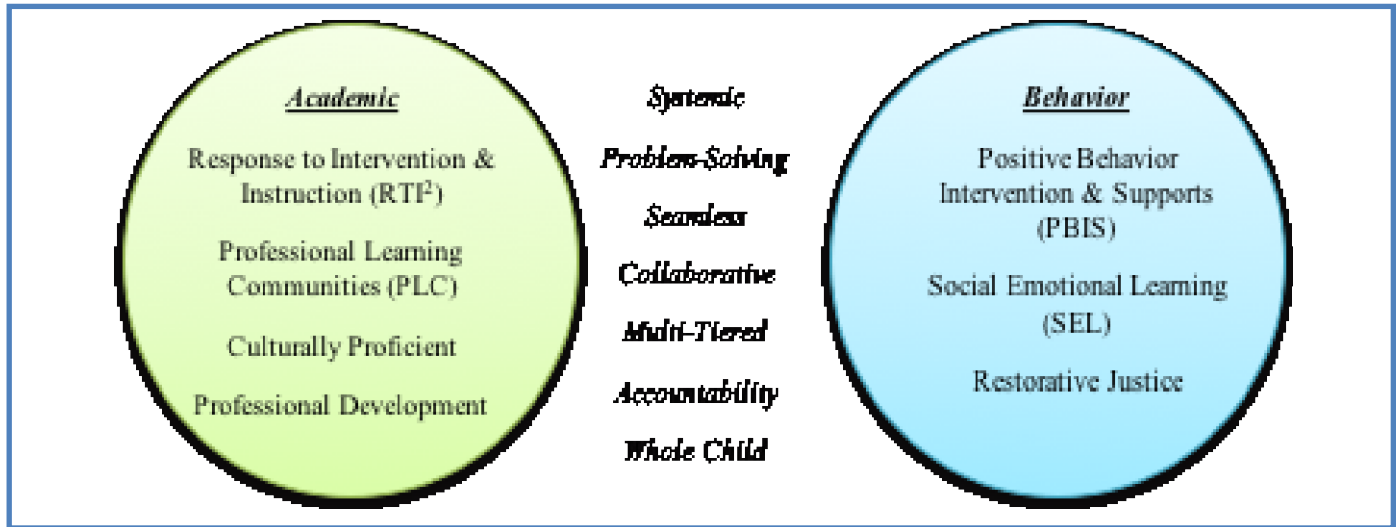 Academic
Response to Intervention &
Instruction (RTI²)
Professional Learning
Communities (PLC)
Culturally Proficient
Professional Development
Systemic
Problem-Solving
Seamless
Collaborative
Multi-Tiered
Accountability
Whole Child
Behavior
Positive Behavior
Intervention & Supports
(PBIS)
Social Emotional Learning
(SEL)
Restorative Justice